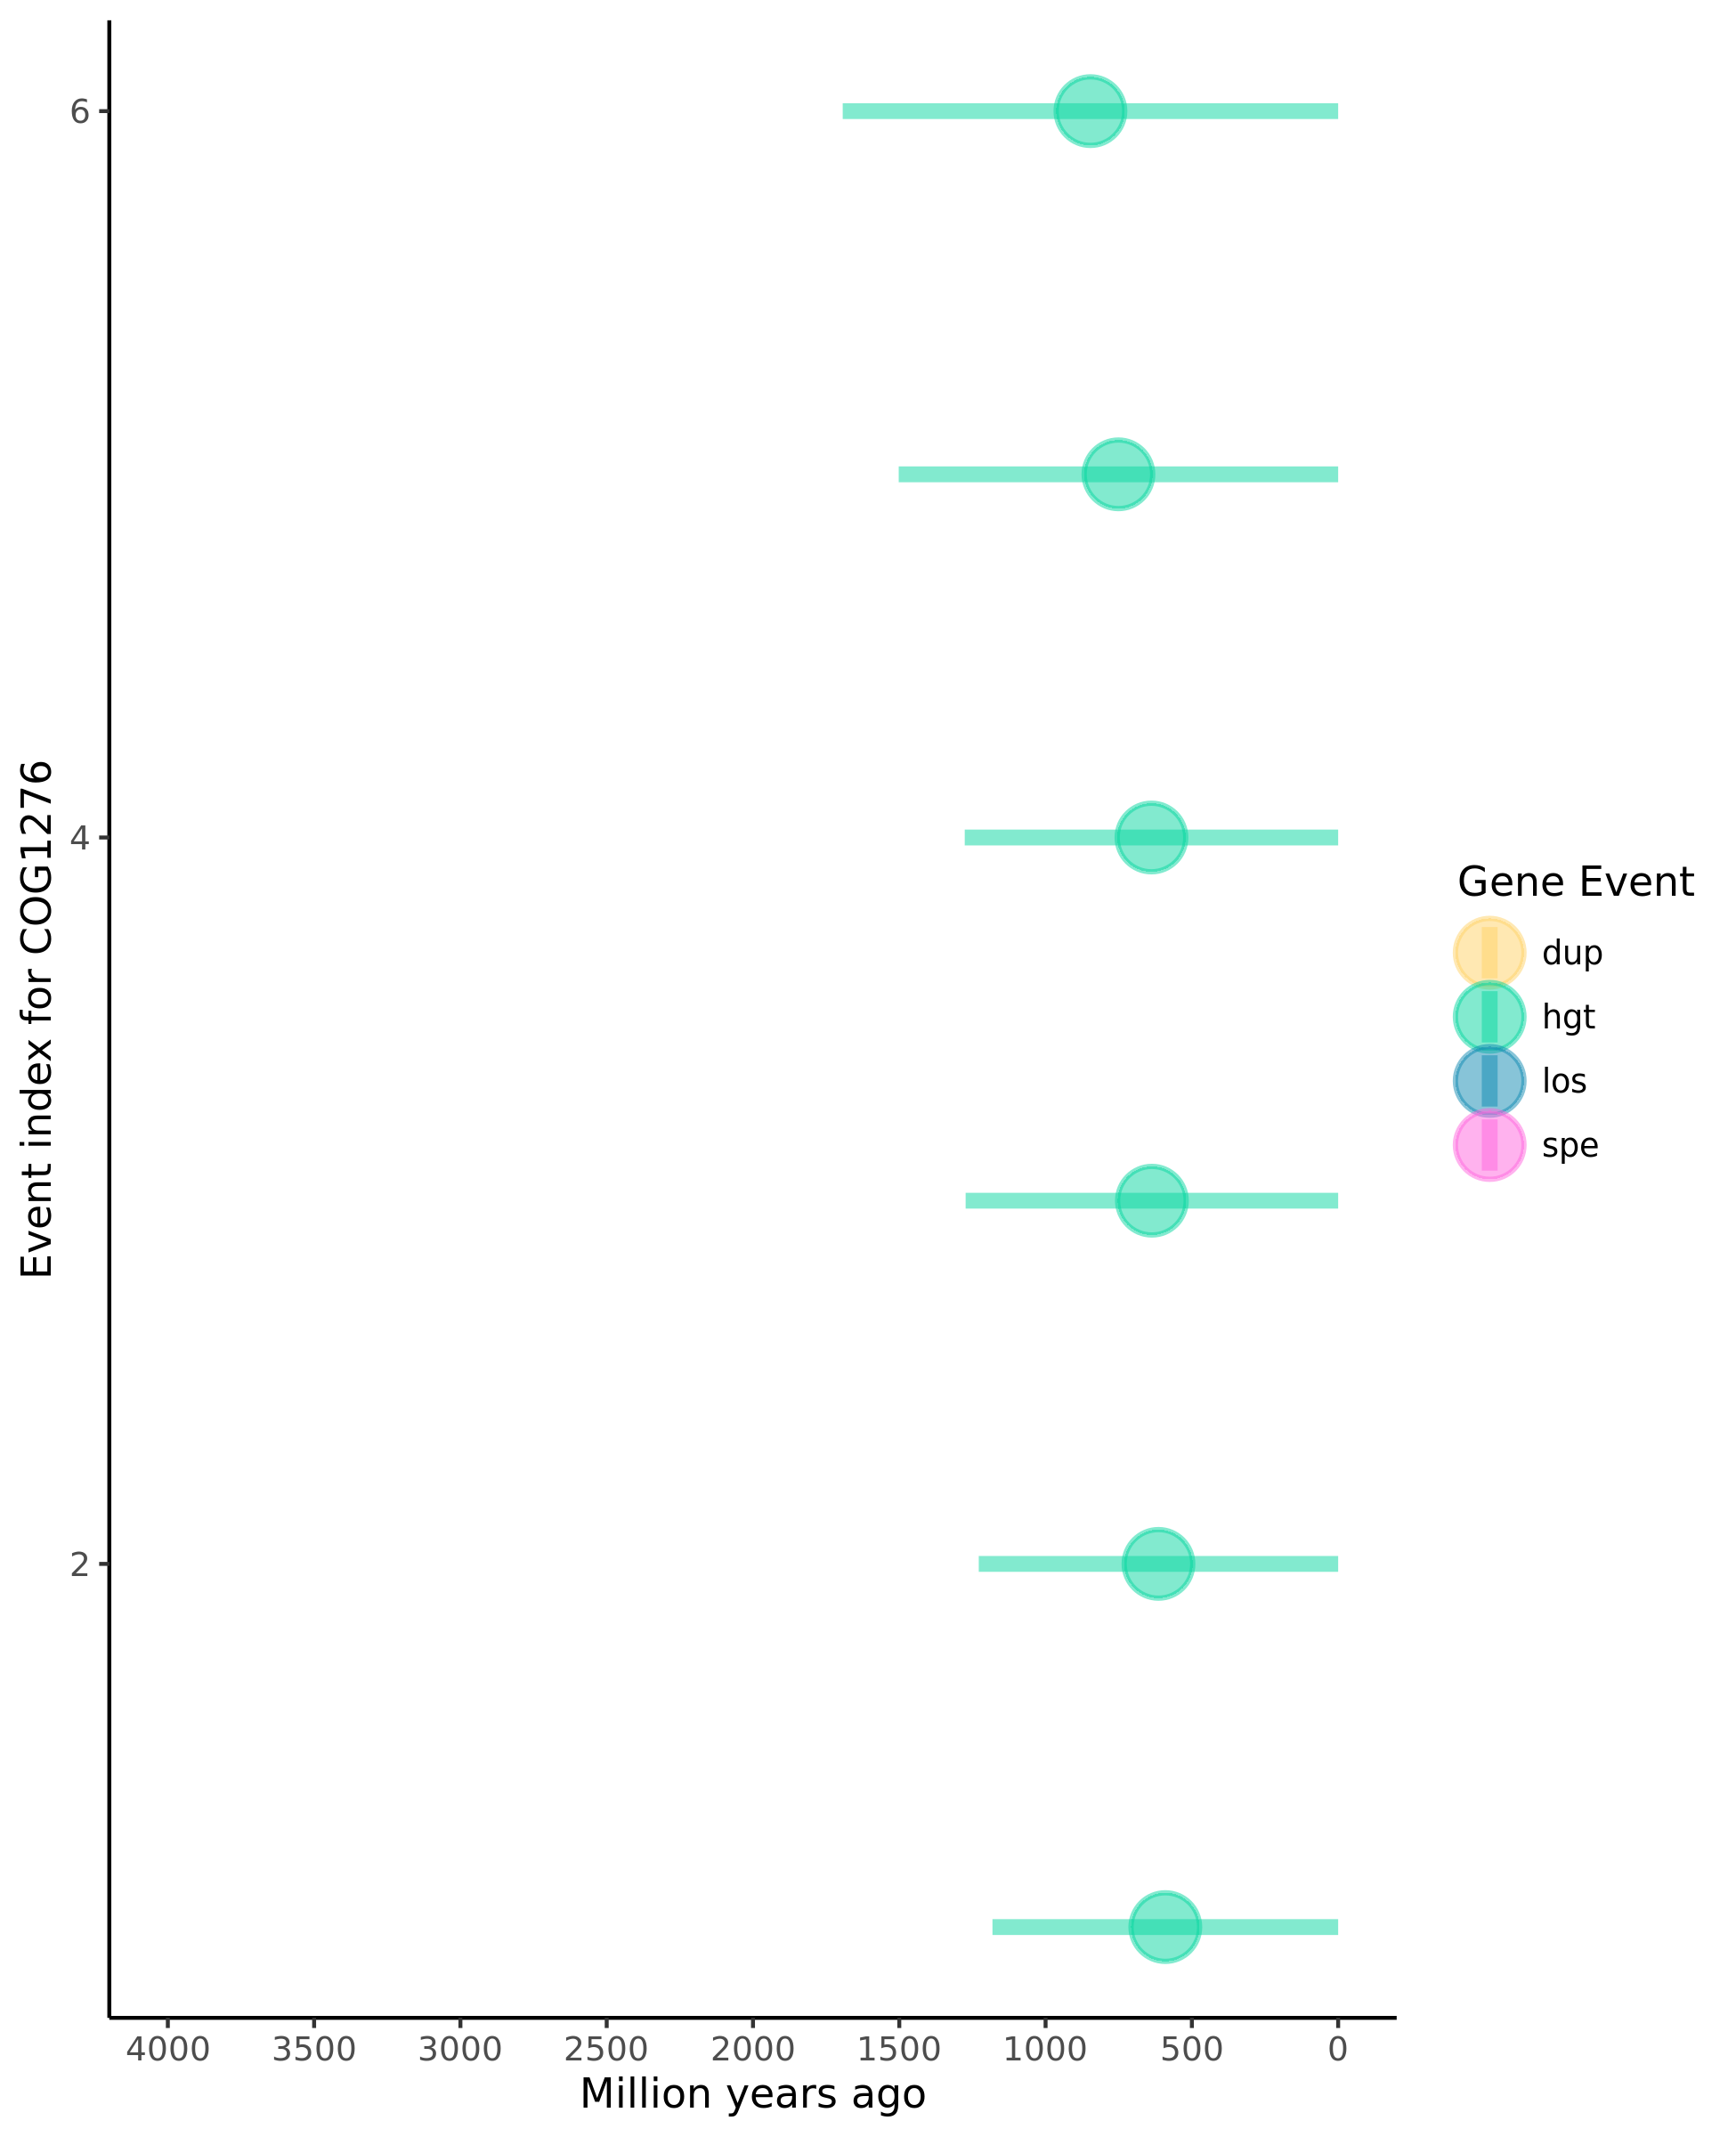 Event index for COG1276
6
4
2
4000 3500 3000 2500 2000 1500 1000 500 0
Million years ago
Gene Event
dup
hgt
los
spe